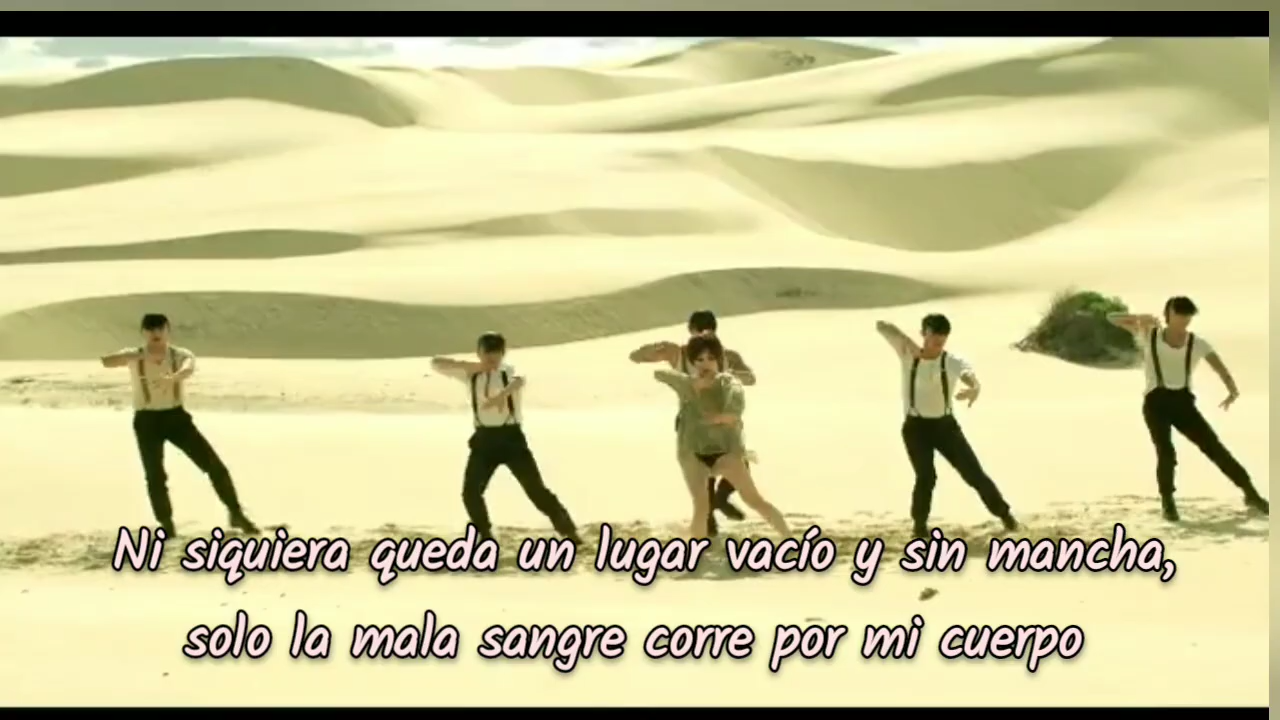 Ni siquiera queda un lugar vacío y sin mancha,
solo la mala sangre corre por mi cuerpo